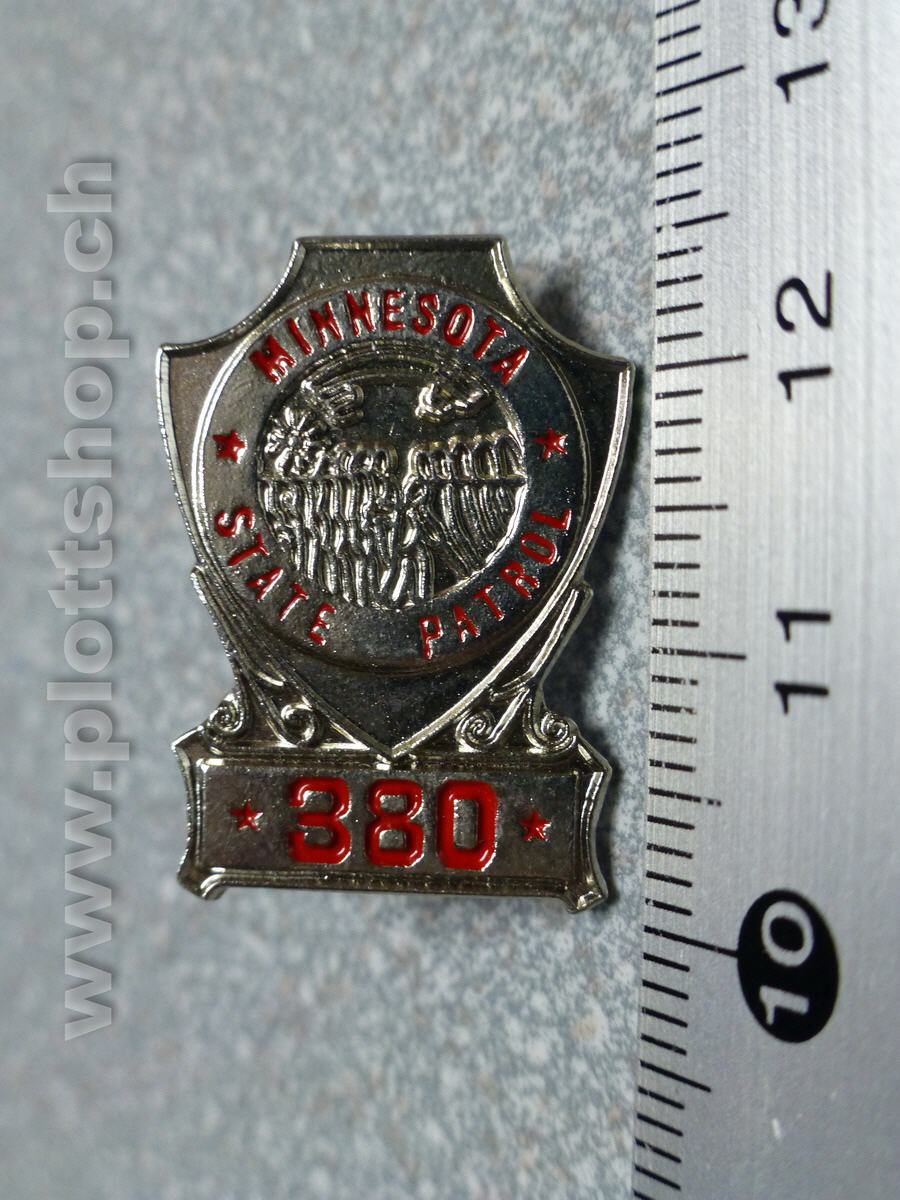 MINNESOTA
STATE PATROL
380
www.plottshop.ch
13
12
11
10